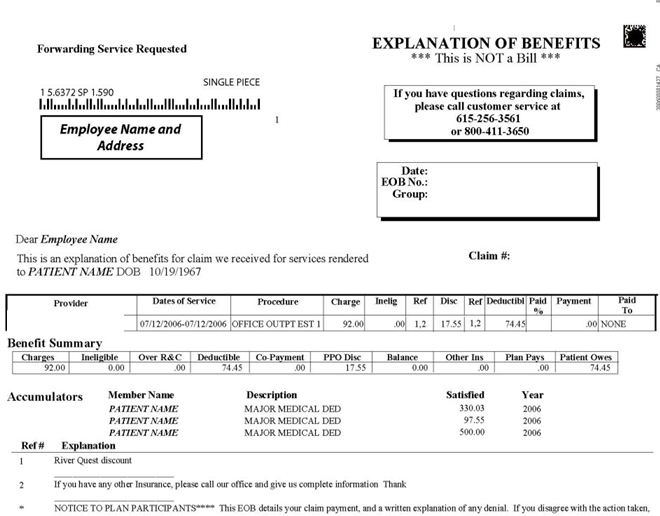 Forwarding Service Requested
EXPLANATION OF BENEFITS
*** This is NOT a Bill ***
SINGLE PIECE
1 5.6372 SP 1.590
1
Employee Name and
Address
If you have questions regarding claims,
please call customer service at
615-256-3561
or 800-411-3650
Date:
EOB No.:
Group:
Dear Employee Name
This is an explanation of benefits for claim we received for services rendered
to PATIENT NAME DOB 10/19/1967
Claim #:
Provider Dates of Service Procedure Charge Inelig Ref Disc Ref Deductibl Paid % Payment Paid To
07/12/2006-07/12/2006 OFFICE OUTPT EST 1 92.00 .00 1,2 17.55 1,2 74.45 .00 NONE
Benefit Summary
Charges Ineligible Over R&C Deductible Co-Payment PPO Disc Balance Other Ins Plan Pays Patient Owes
92.00 0.00 .00 74.45 .00 17.55 0.00 .00 .00 74.45
Accumulators Member Name Description Satisfied Year
PATIENT NAME MAJOR MEDICAL DED 330.03 2006
PATIENT NAME MAJOR MEDICAL DED 97.55 2006
PATIENT NAME MAJOR MEDICAL DED 500.00 2006
Ref # Explanation
1 River Quest discount
2 If you have any other Insurance, please call our office and give us complete information Thank
* NOTICE TO PLAN PARTICIPANTS**** This EOB details your claim payment, and a written explanation of any denial. If you disagree with the action taken,